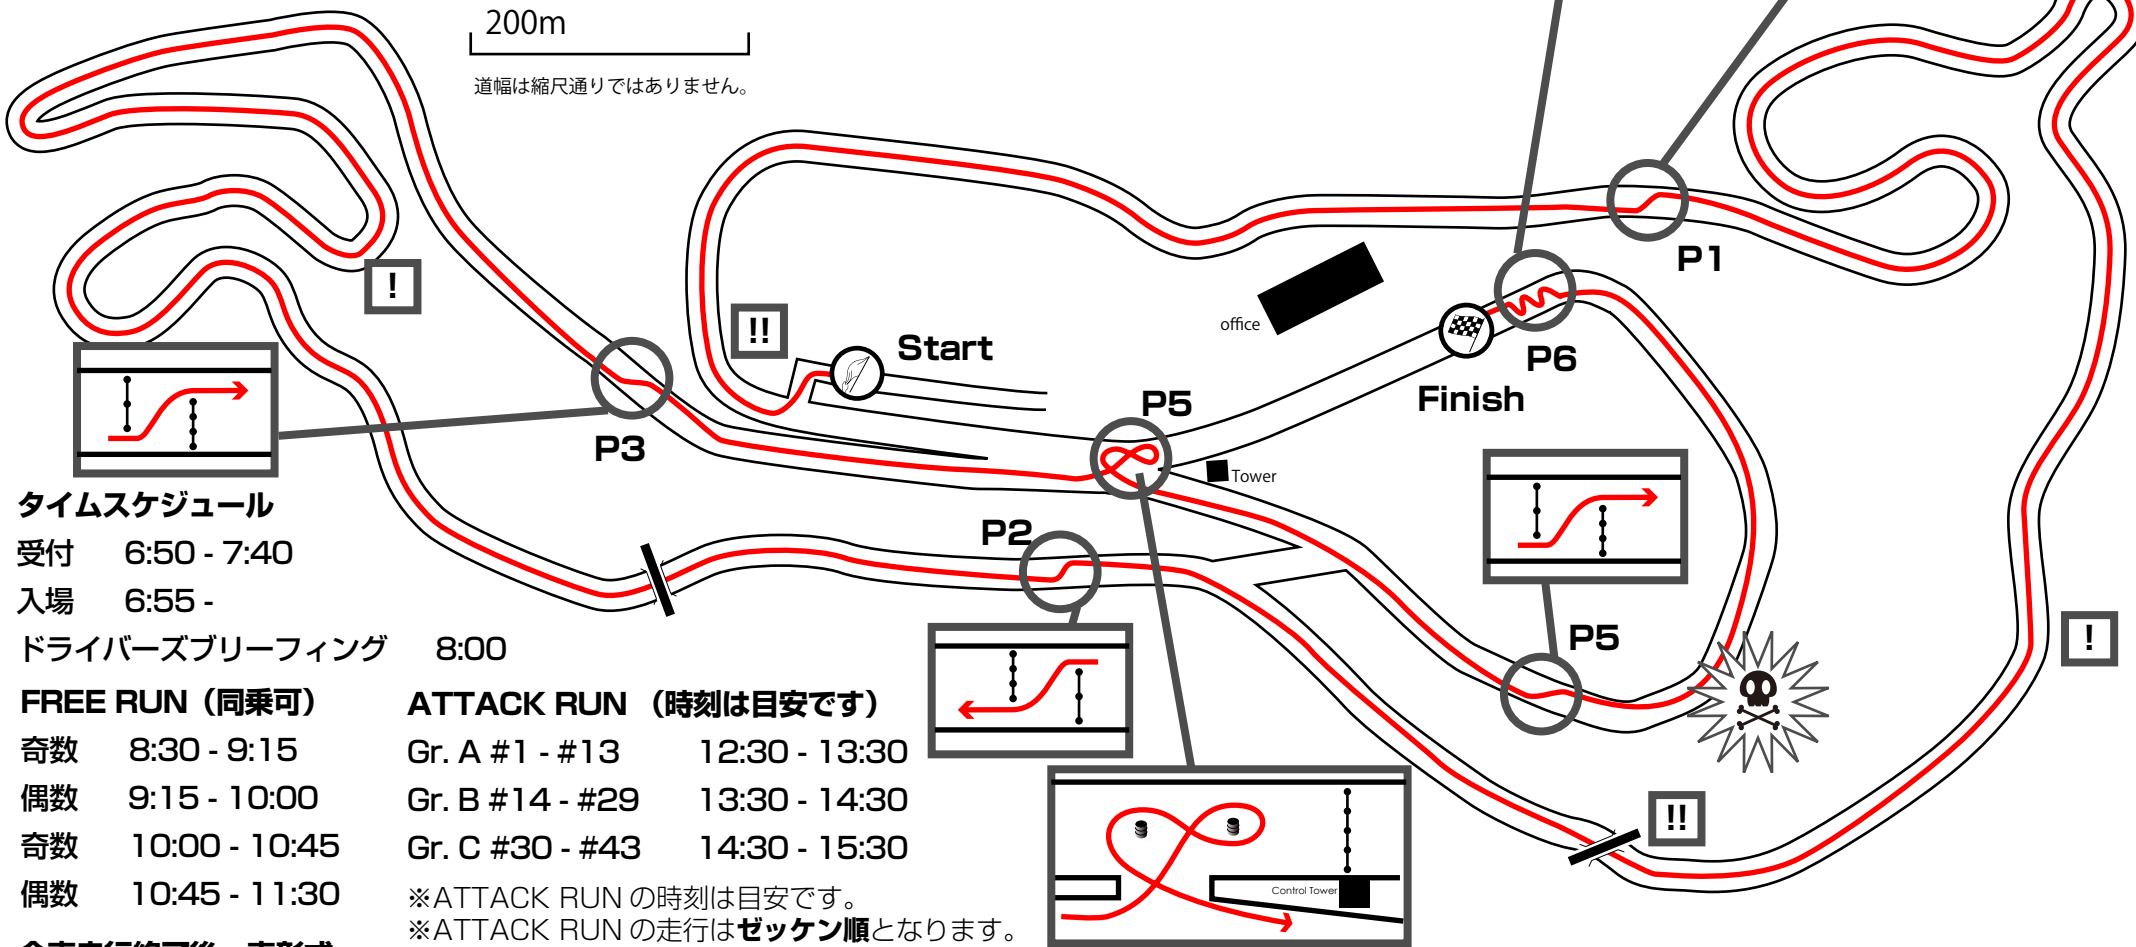 200m
道幅は縮尺通りではありません。
!
!!
Start
office
P1
P6
Finish
P3
P5
Tower
P2
P5
!
!!
Control Tower
タイムスケジュール
受付 6:50 - 7:40
入場 6:55 -
ドライバーズブリーフィング 8:00
FREE RUN（同乗可）
奇数 8:30 - 9:15
偶数 9:15 - 10:00
奇数 10:00 - 10:45
偶数 10:45 - 11:30
ATTACK RUN （時刻は目安です）
Gr. A #1 - #13 12:30 - 13:30
Gr. B #14 - #29 13:30 - 14:30
Gr. C #30 - #43 14:30 - 15:30
※ATTACK RUN の時刻は目安です。
※ATTACK RUN の走行はゼッケン順となります。